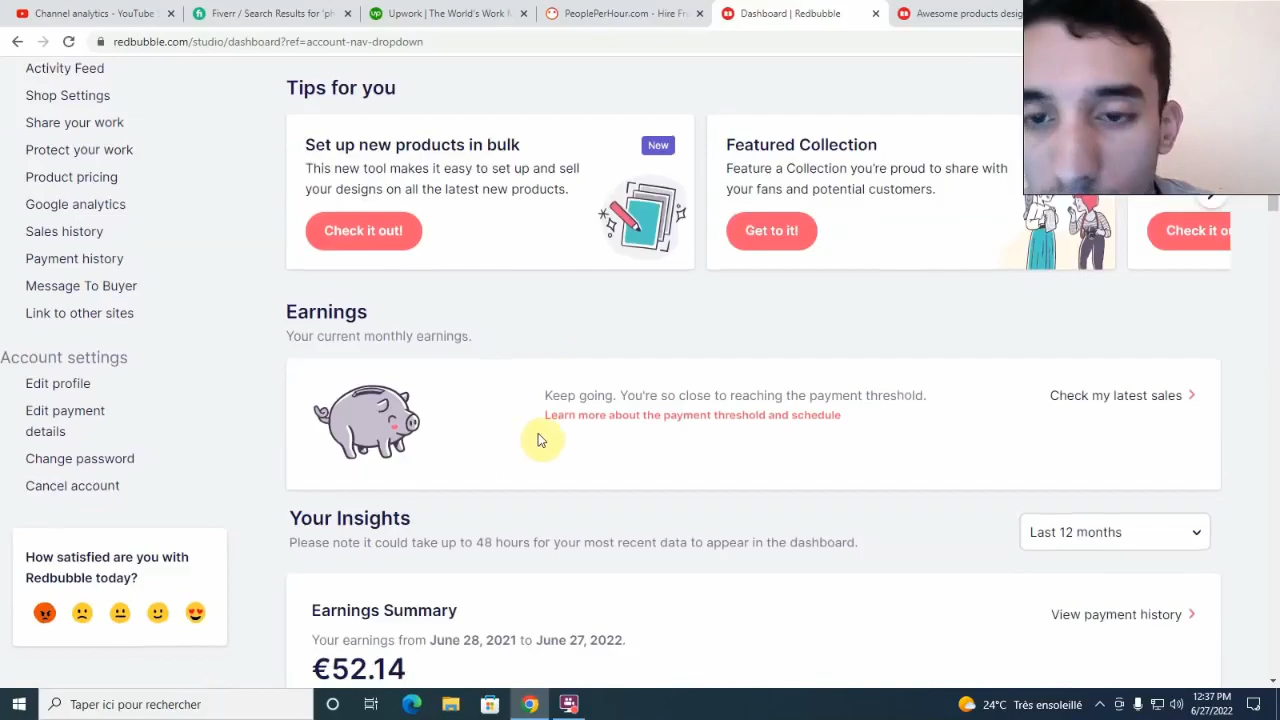 Channel analytics - YouTube S
Fiverr / Search Results for
Upwork | The World's Work M
PeoplePerHour.com - Hire Fr
Dashboard | Redbubble
Awesome products desig
redbubble.com/studio/dashboard?ref=account-nav-dropdown
Activity Feed
Shop Settings
Share your work
Protect your work
Product pricing
Google analytics
Sales history
Payment history
Message To Buyer
Link to other sites
Account settings
Edit profile
Edit payment
details
Change password
Cancel account
How satisfied are you with
Redbubble today?
Tips for you
Set up new products in bulk
New
This new tool makes it easy to set up and sell
your designs on all the latest new products.
Check it out!
Featured Collection
Feature a Collection you're proud to share with
your fans and potential customers.
Get to it!
Check it ou
Earnings
Your current monthly earnings.
Keep going. You're so close to reaching the payment threshold.
Learn more about the payment threshold and schedule
Check my latest sales
Your Insights
Please note it could take up to 48 hours for your most recent data to appear in the dashboard.
Last 12 months
Earnings Summary
View payment history
Your earnings from June 28, 2021 to June 27, 2022.
€52.14
Taper ici pour rechercher
24°C Très ensoleillé
12:37 PM
6/27/2022